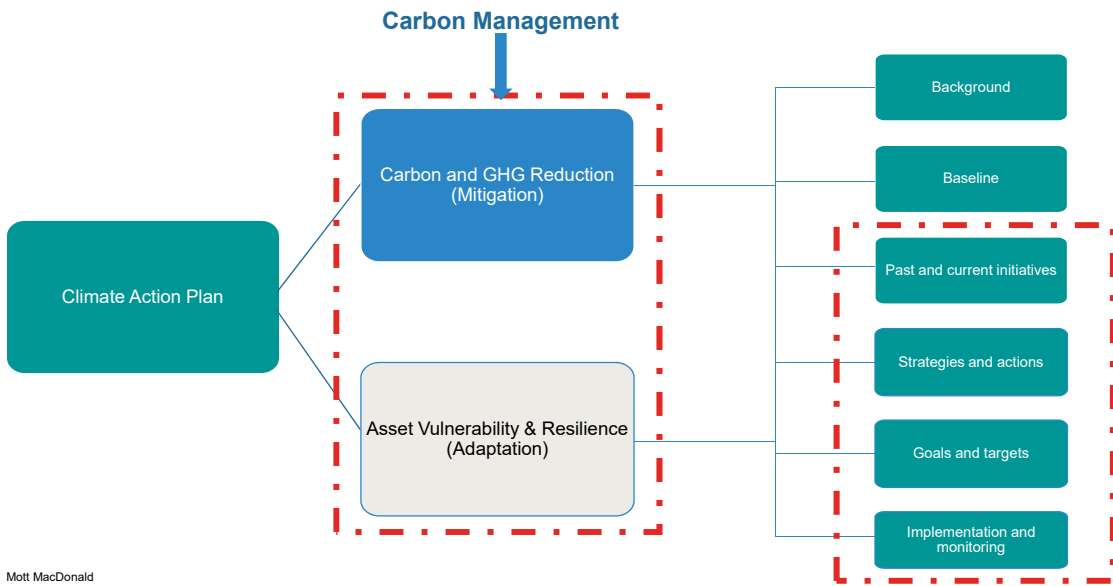 Carbon Management
Climate Action Plan
Carbon and GHG Reduction
(Mitigation)
Asset Vulnerability & Resilience
(Adaptation)
Background
Baseline
Past and current initiatives
Strategies and actions
Goals and targets
Implementation and
monitoring
Mott MacDonald